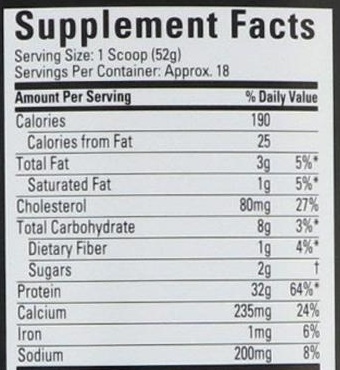 Supplement Facts
Serving Size: 1 Scoop (52g)
Servings Per Container: Approx. 18
Amount Per Serving % Daily Value
Calories 190
Calories from Fat 25
Total Fat 3g 5%*
Saturated Fat 1g 5%*
Cholesterol 80mg 27%
Total Carbohydrate 8g 3%*
Dietary Fiber 1g 4%*
Sugars 2g †
Protein 32g 64%*
Calcium 235mg 24%
Iron 1mg 6%
Sodium 200mg 8%